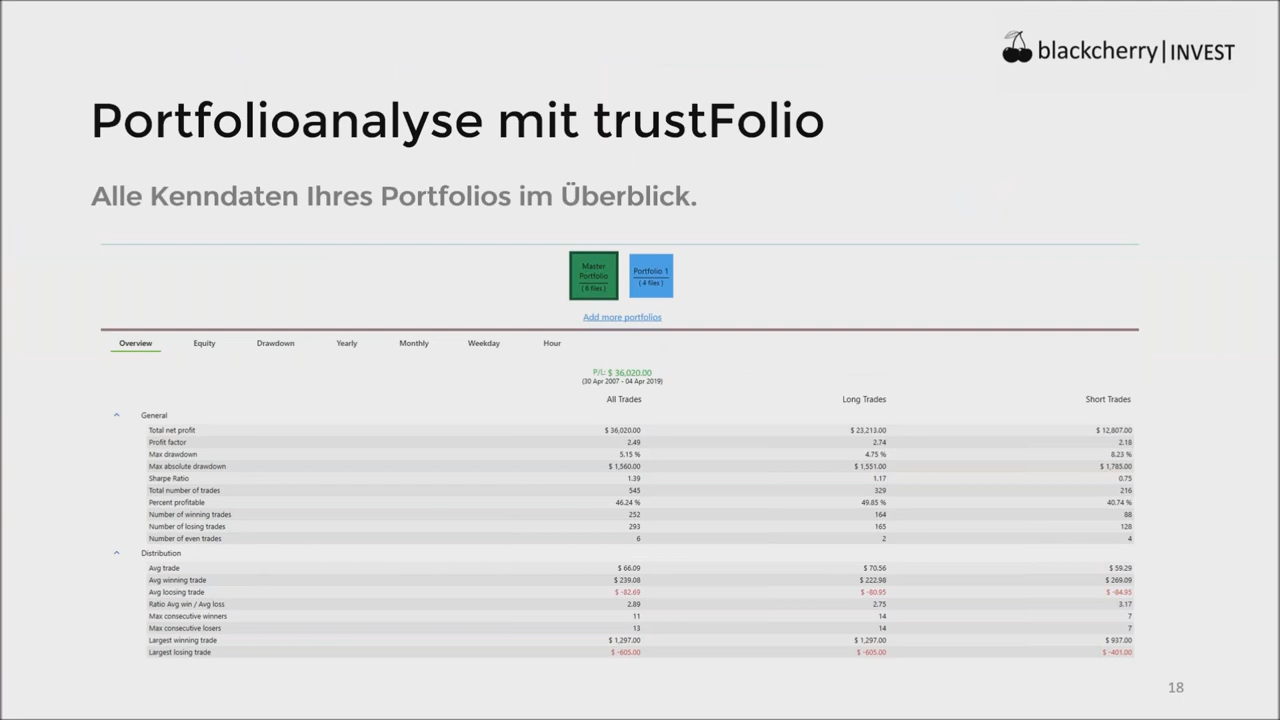 blackcherry|INVEST
Portfolioanalyse mit trustFolio
Alle Kenndaten Ihres Portfolios im Überblick.
Master
Portfolio
( 6 files )
Portfolio 1
( 4 files )
Add more portfolios
Overview Equity Drawdown Yearly Monthly Weekday Hour
P/L: $ 36,020.00
(30 Apr 2007 - 04 Apr 2019)
All Trades Long Trades Short Trades
General
Total net profit $ 36,020.00 $ 23,213.00 $ 12,807.00
Profit factor 2.49 2.74 2.18
Max drawdown 5.15 % 4.75 % 8.23 %
Max absolute drawdown $ 1,560.00 $ 1,551.00 $ 1,785.00
Sharpe Ratio 1.39 1.17 0.75
Total number of trades 545 329 216
Percent profitable 46.24 % 49.85 % 40.74 %
Number of winning trades 252 164 88
Number of losing trades 293 165 128
Number of even trades 6 2 4
Distribution
Avg trade $ 66.09 $ 70.56 $ 59.29
Avg winning trade $ 239.08 $ 222.98 $ 269.09
Avg loosing trade $ -82.69 $ -80.95 $ -84.95
Ratio Avg win / Avg loss 2.89 2.75 3.17
Max consecutive winners 11 14 7
Max consecutive losers 13 14 7
Largest winning trade $ 1,297.00 $ 1,297.00 $ 937.00
Largest losing trade $ -605.00 $ -605.00 $ -401.00
18